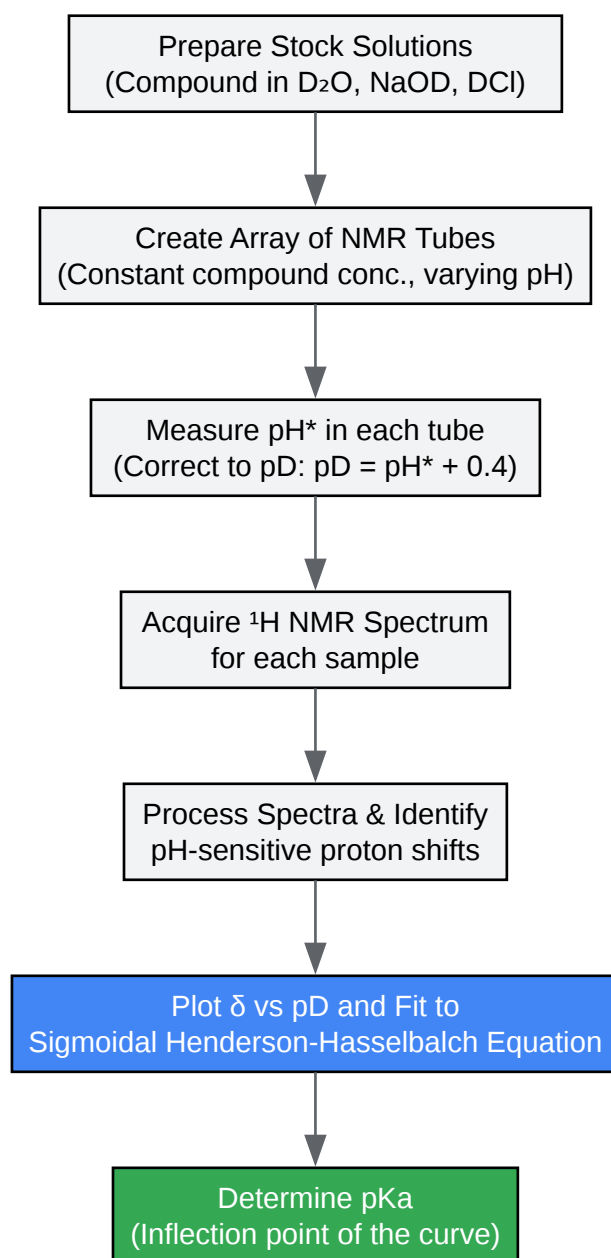 Prepare Stock Solutions
(Compound in D₂O, NaOD, DCl)
Create Array of NMR Tubes
(Constant compound conc., varying pH)
Measure pH* in each tube
(Correct to pD: pD = pH* + 0.4)
Acquire ¹H NMR Spectrum
for each sample
Process Spectra & Identify
pH-sensitive proton shifts
Plot δ vs pD and Fit to
Sigmoidal Henderson-Hasselbalch Equation
Determine pKa
(Inflection point of the curve)